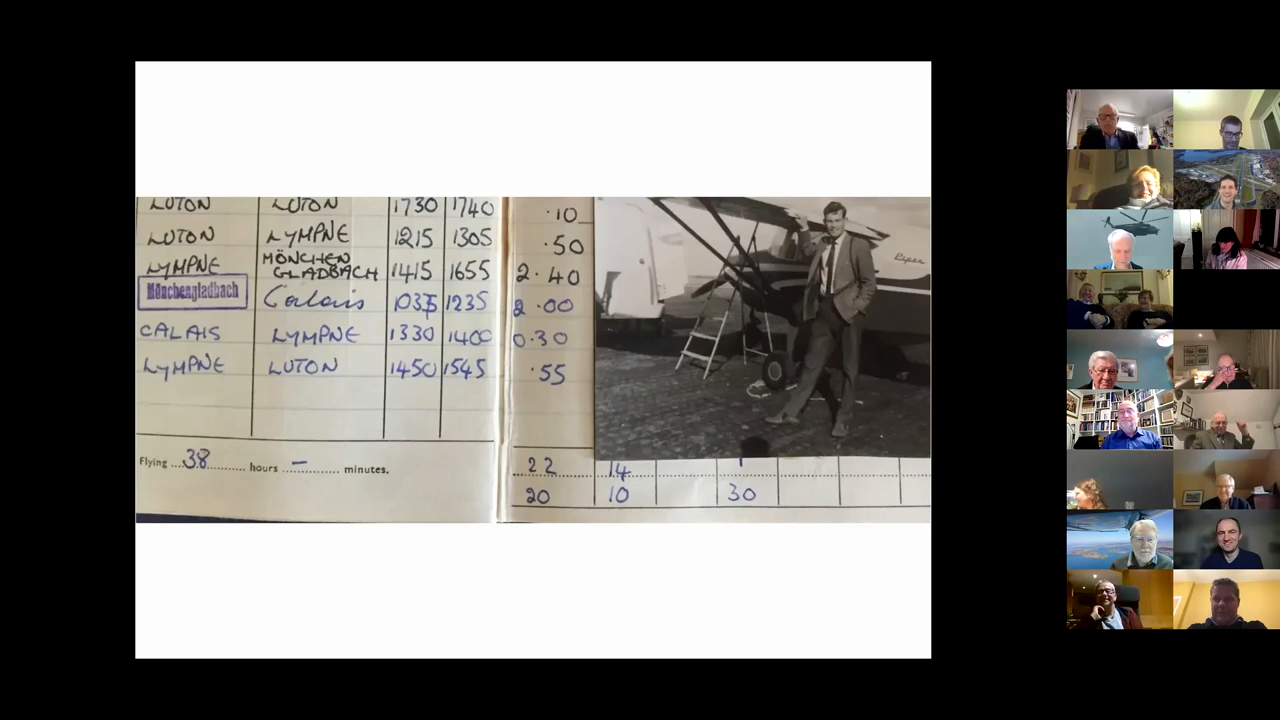 LUTON LUTON 1730 1740 .10
LUTON LYMPNE 1215 1305 .50
LYMPNE MÖNCHEN GLADBACH 1415 1655 2.40
Mönchengladbach Calais 1035 1235 2.00
CALAIS LYMPNE 1330 1400 0.30
LYMPNE LUTON 1450 1545 .55
Flying ...38... hours ...–... minutes.
22 14 1
20 10 30
Piper